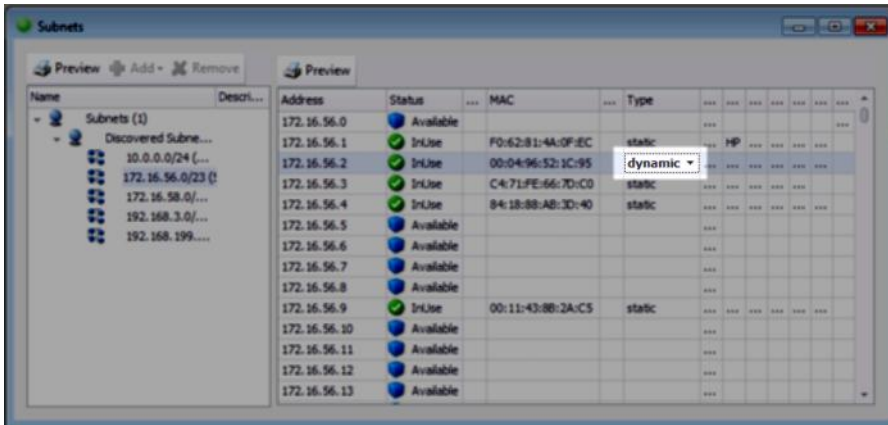 Subnets
Preview Add Remove
Preview
Name Descri...
Address Status ... MAC ... Type ... ... ... ... ... ...
Subnets (1)
Discovered Subne...
10.0.0.0/24 (...
172.16.56.0/23 (
172.16.58.0/...
192.168.3.0/...
192.168.199....
172.16.56.0 Available ... ...
172.16.56.1 InUse F0:62:81:4A:0F:EC static ... HP ... ... ... ...
172.16.56.2 InUse 00:04:96:52:1C:95 dynamic ... ... ... ... ...
172.16.56.3 InUse C4:71:FE:66:7D:C0 static ... ... ... ... ...
172.16.56.4 InUse 84:18:88:AB:3D:40 static ... ... ... ... ...
172.16.56.5 Available ...
172.16.56.6 Available ...
172.16.56.7 Available ...
172.16.56.8 Available ...
172.16.56.9 InUse 00:11:43:8B:2A:C5 static ... ... ... ... ...
172.16.56.10 Available ...
172.16.56.11 Available ...
172.16.56.12 Available ...
172.16.56.13 Available ...